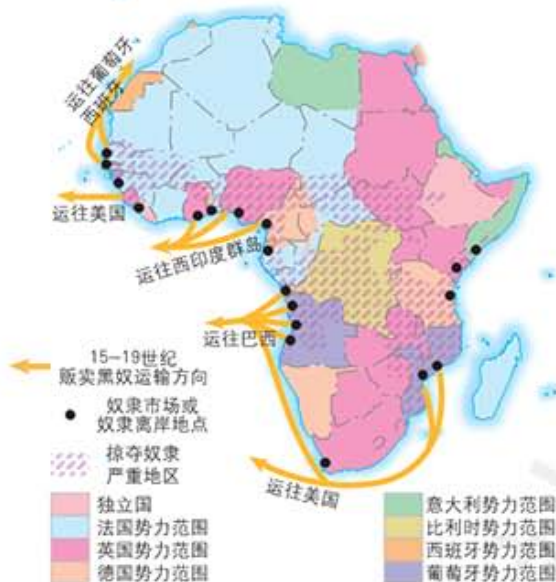 运往葡萄牙、
西班牙
运往美国
运往西印度群岛
运往巴西
15-19世纪
贩卖黑奴运输方向
奴隶市场或
奴隶离岸地点
掠夺奴隶
严重地区
运往美国
独立国
法国势力范围
英国势力范围
德国势力范围
意大利势力范围
比利时势力范围
西班牙势力范围
葡萄牙势力范围